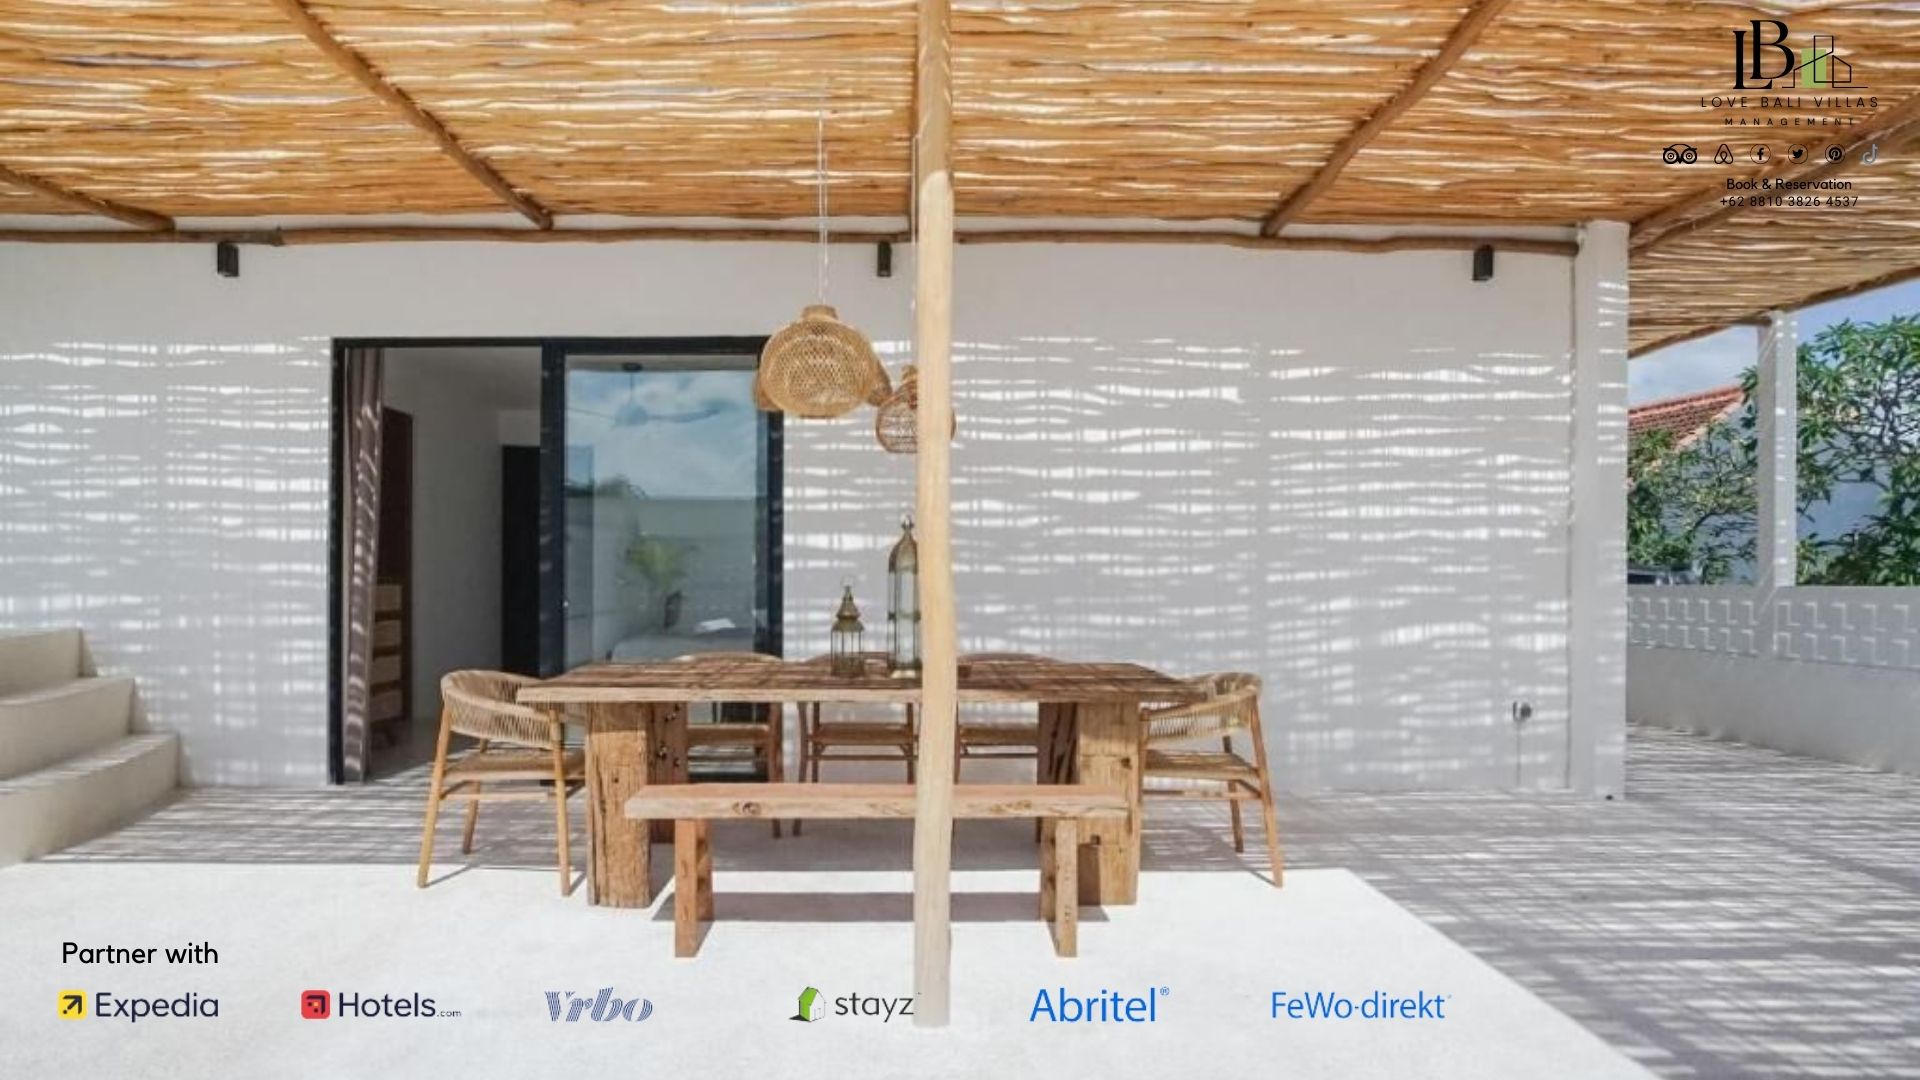 LB
LOVE BALI VILLAS
MANAGEMENT
Book & Reservation
+62 8810 3826 4537
Partner with
Expedia
Hotels.com
Vrbo
stayz
Abritel®
FeWo-direkt